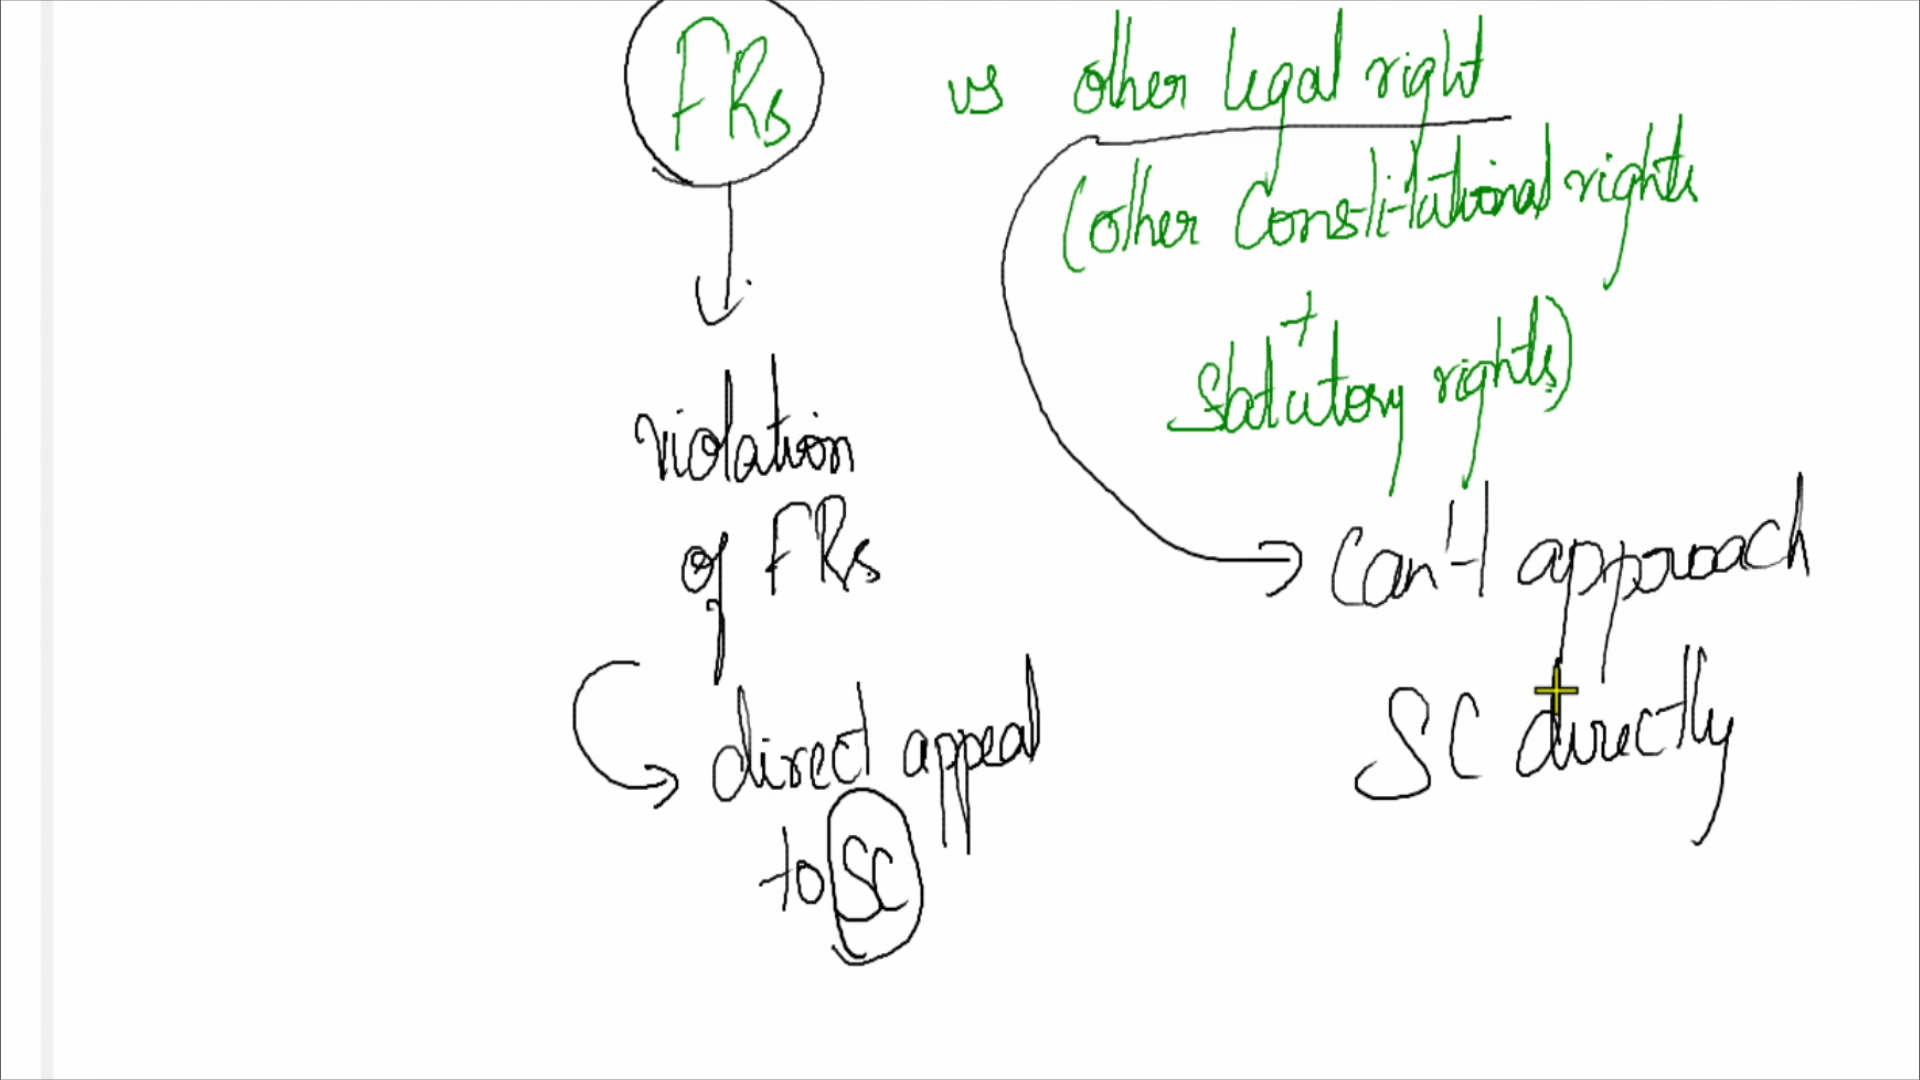 FRs vs other legal right
(other Constitutional rights
+
Statutory rights)
violation
of FRs
direct appeal
to SC
can't approach
SC directly